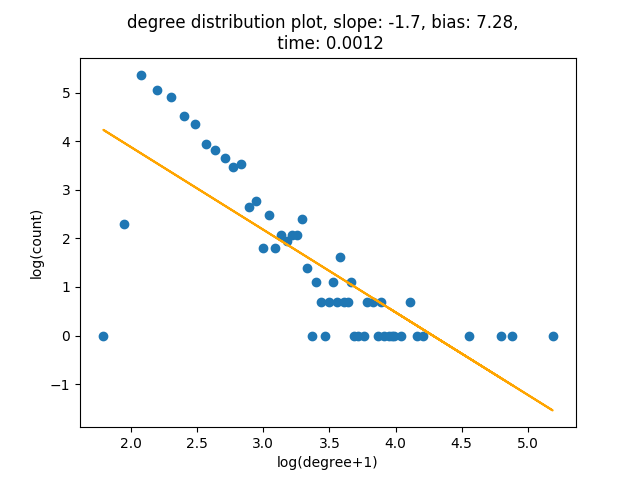 degree distribution plot, slope: -1.7, bias: 7.28,
time: 0.0012
log(count)
5
4
3
2
1
0
−1
2.0 2.5 3.0 3.5 4.0 4.5 5.0
log(degree+1)